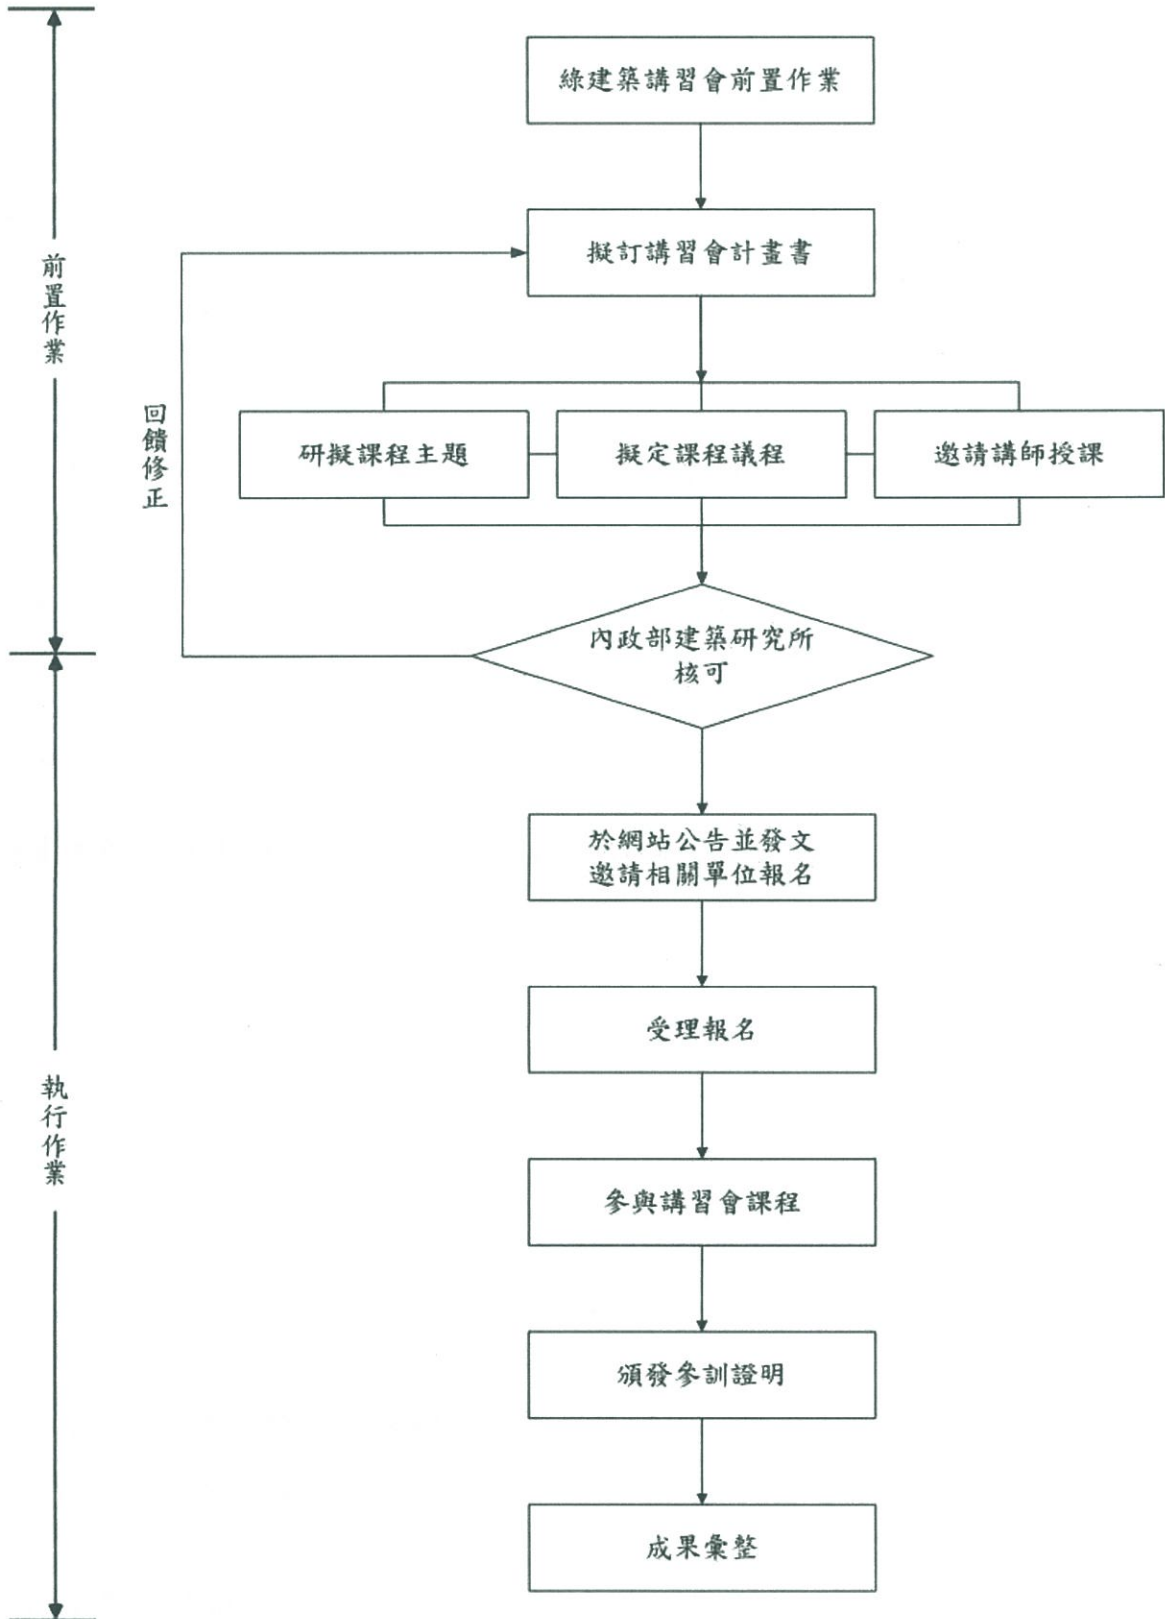 綠建築講習會前置作業
擬訂講習會計畫書
前置作業
回饋修正
研擬課程主題
擬定課程議程
邀請講師授課
內政部建築研究所
核可
於網站公告並發文
邀請相關單位報名
受理報名
執行作業
參與講習會課程
頒發參訓證明
成果彙整